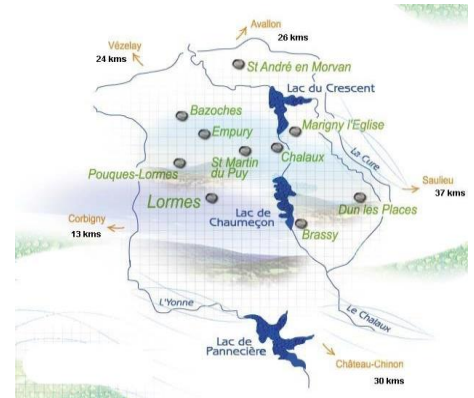 Avallon
26 kms
Vézelay
24 kms
St André en Morvan
Lac du Crescent
Bazoches
Empury
Marigny l'Eglise
St Martin
du Puy
Chalaux
La Cure
Pouques-Lormes
Saulieu
37 kms
Lormes
Dun les Places
Corbigny
13 kms
Lac de
Chaumeçon
Brassy
L'Yonne
Le Chalaux
Lac de
Pannecière
Château-Chinon
30 kms